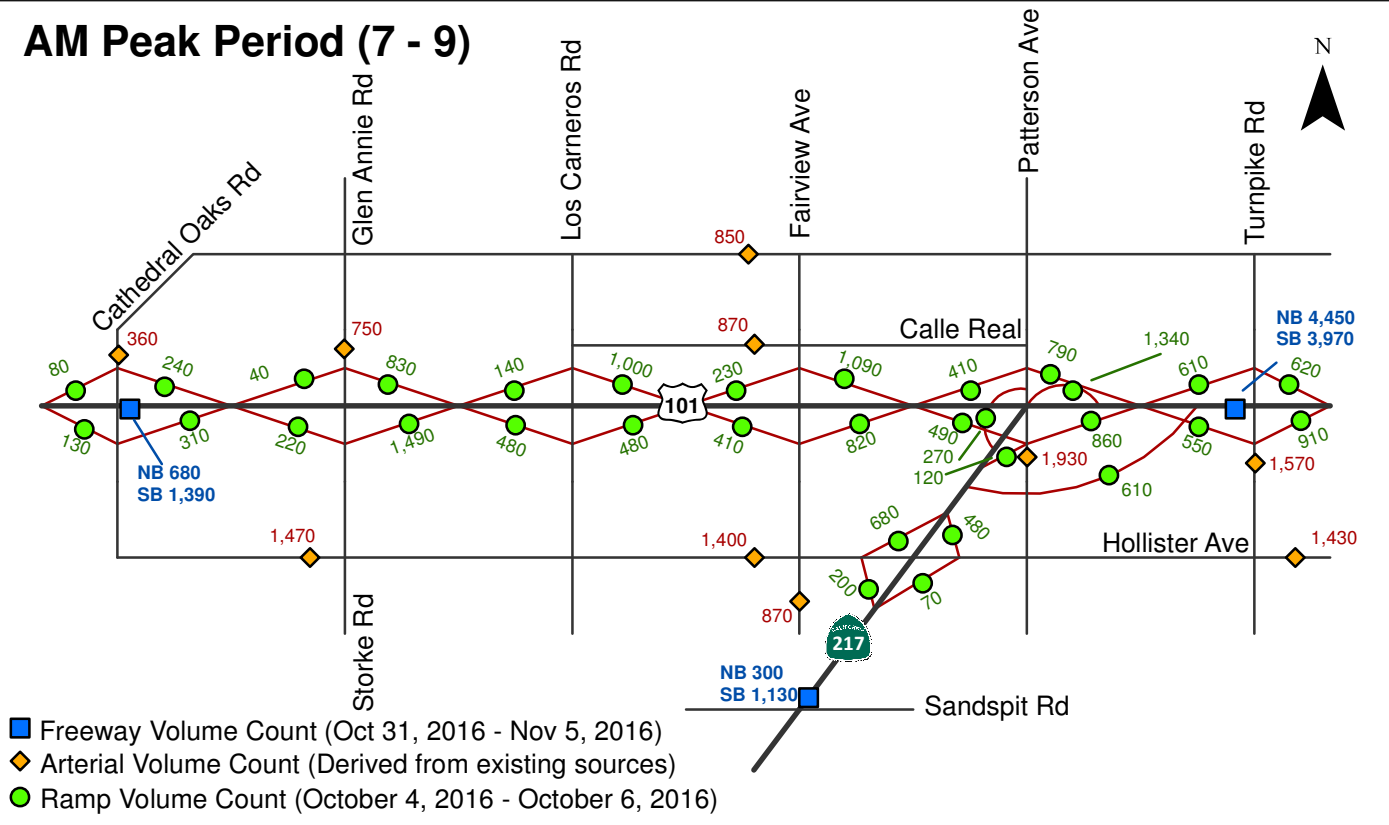 AM Peak Period (7 - 9)
N
Cathedral Oaks Rd
Glen Annie Rd
Los Carneros Rd
Fairview Ave
Patterson Ave
Turnpike Rd
850
870
Calle Real
NB 4,450
SB 3,970
360
750
80
240
40
830
140
1,000
230
1,090
410
790
1,340
610
620
101
130
310
220
1,490
480
480
410
820
490
270
120
1,930
860
550
910
1,570
610
NB 680
SB 1,390
1,470
1,400
680
480
Hollister Ave
1,430
200
70
870
Storke Rd
CALIFORNIA
217
NB 300
SB 1,130
Sandspit Rd
Freeway Volume Count (Oct 31, 2016 - Nov 5, 2016)
Arterial Volume Count (Derived from existing sources)
Ramp Volume Count (October 4, 2016 - October 6, 2016)